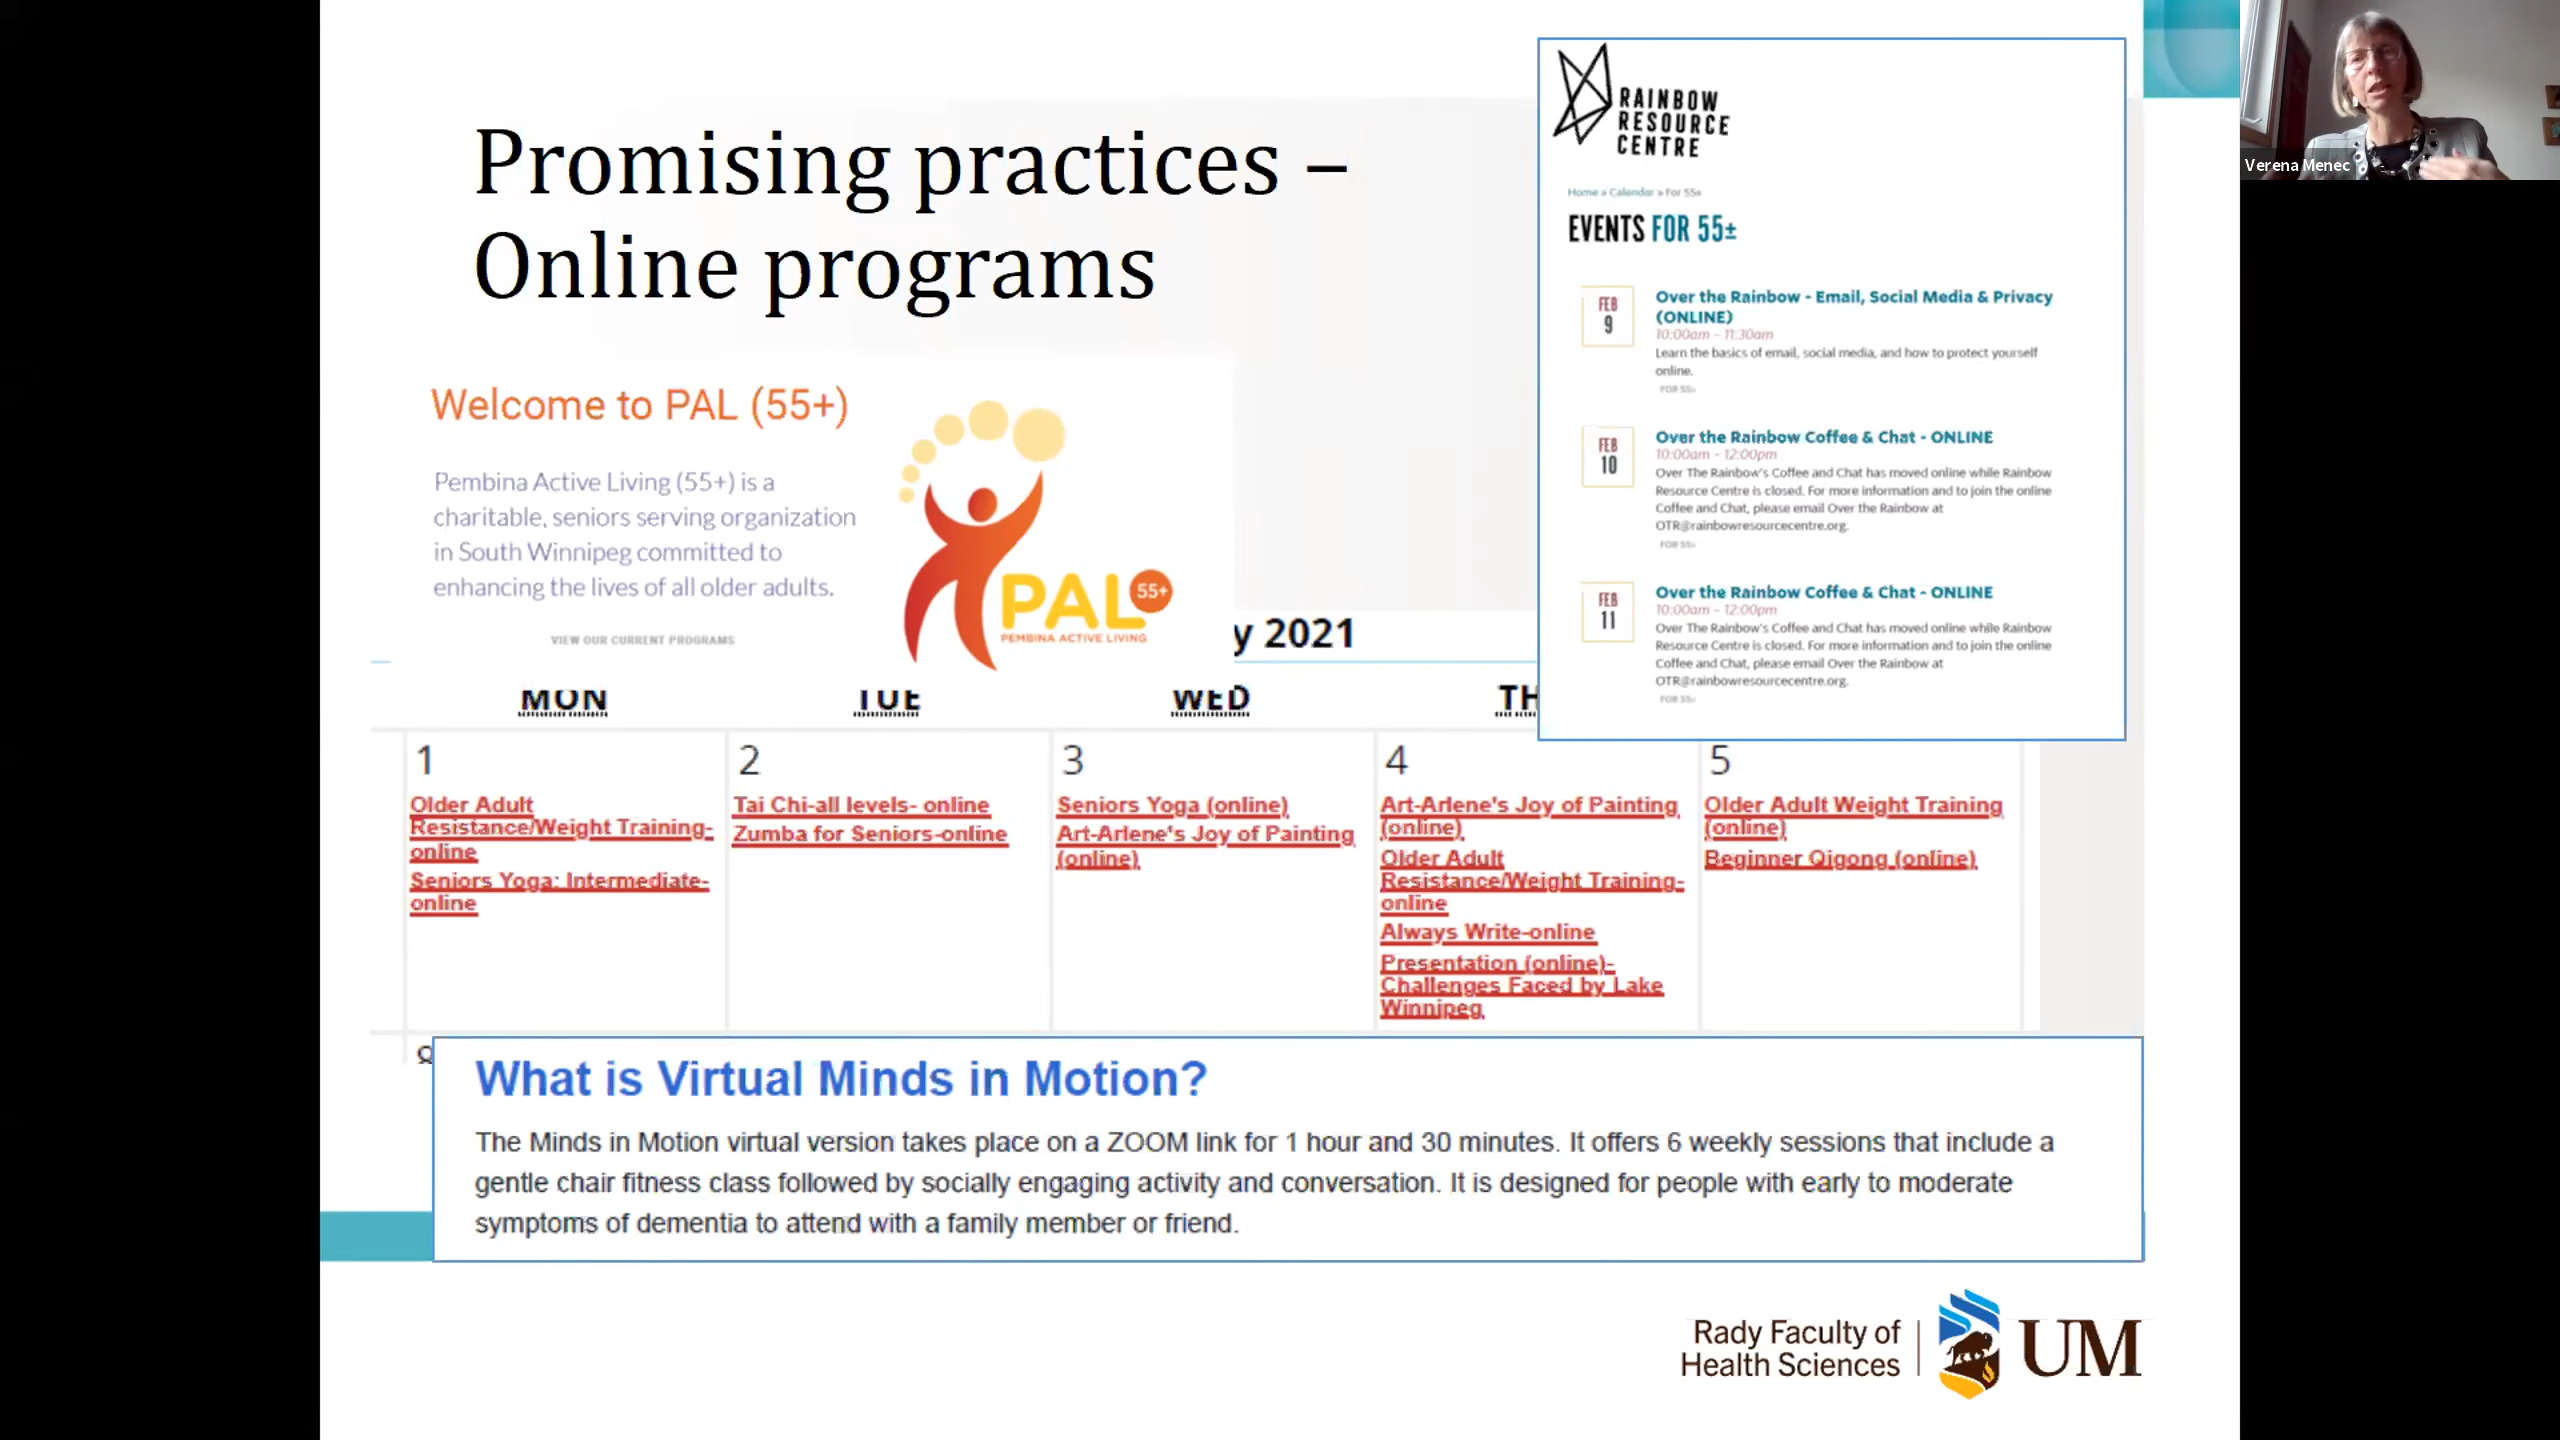 Promising practices –
Online programs
Welcome to PAL (55+)
Pembina Active Living (55+) is a
charitable, seniors serving organization
in South Winnipeg committed to
enhancing the lives of all older adults.
VIEW OUR CURRENT PROGRAMS
PAL 55+
PEMBINA ACTIVE LIVING
y 2021
MON TUE WED TH
1
Older Adult
Resistance/Weight Training-
online
Seniors Yoga: Intermediate-
online
2
Tai Chi-all levels- online
Zumba for Seniors-online
3
Seniors Yoga (online)
Art-Arlene's Joy of Painting
(online)
4
Art-Arlene's Joy of Painting
(online)
Older Adult
Resistance/Weight Training-
online
Always Write-online
Presentation (online)-
Challenges Faced by Lake
Winnipeg
5
Older Adult Weight Training
(online)
Beginner Qigong (online)
RAINBOW
RESOURCE
CENTRE
Home » Calendar » For 55±
EVENTS FOR 55±
FEB
9
Over the Rainbow - Email, Social Media & Privacy
(ONLINE)
10:00am - 11:30am
Learn the basics of email, social media, and how to protect yourself
online.
FOR 55±
FEB
10
Over the Rainbow Coffee & Chat - ONLINE
10:00am - 12:00pm
Over The Rainbow's Coffee and Chat has moved online while Rainbow
Resource Centre is closed. For more information and to join the online
Coffee and Chat, please email Over the Rainbow at
OTR@rainbowresourcecentre.org.
FOR 55±
FEB
11
Over the Rainbow Coffee & Chat - ONLINE
10:00am - 12:00pm
Over The Rainbow's Coffee and Chat has moved online while Rainbow
Resource Centre is closed. For more information and to join the online
Coffee and Chat, please email Over the Rainbow at
OTR@rainbowresourcecentre.org.
FOR 55±
What is Virtual Minds in Motion?
The Minds in Motion virtual version takes place on a ZOOM link for 1 hour and 30 minutes. It offers 6 weekly sessions that include a
gentle chair fitness class followed by socially engaging activity and conversation. It is designed for people with early to moderate
symptoms of dementia to attend with a family member or friend.
Rady Faculty of
Health Sciences
UM
Verena Menec